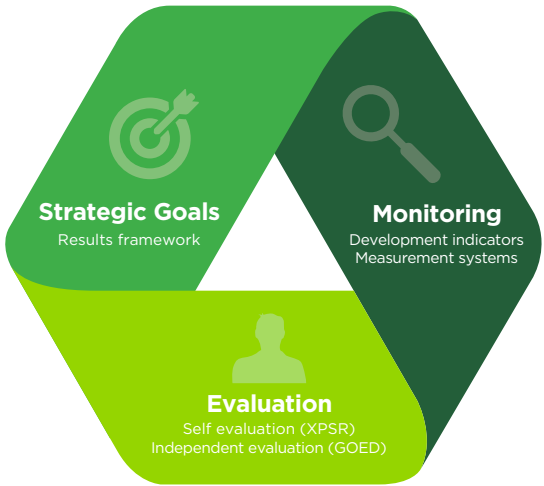 Strategic Goals
Results framework
Monitoring
Development indicators
Measurement systems
Evaluation
Self evaluation (XPSR)
Independent evaluation (GOED)